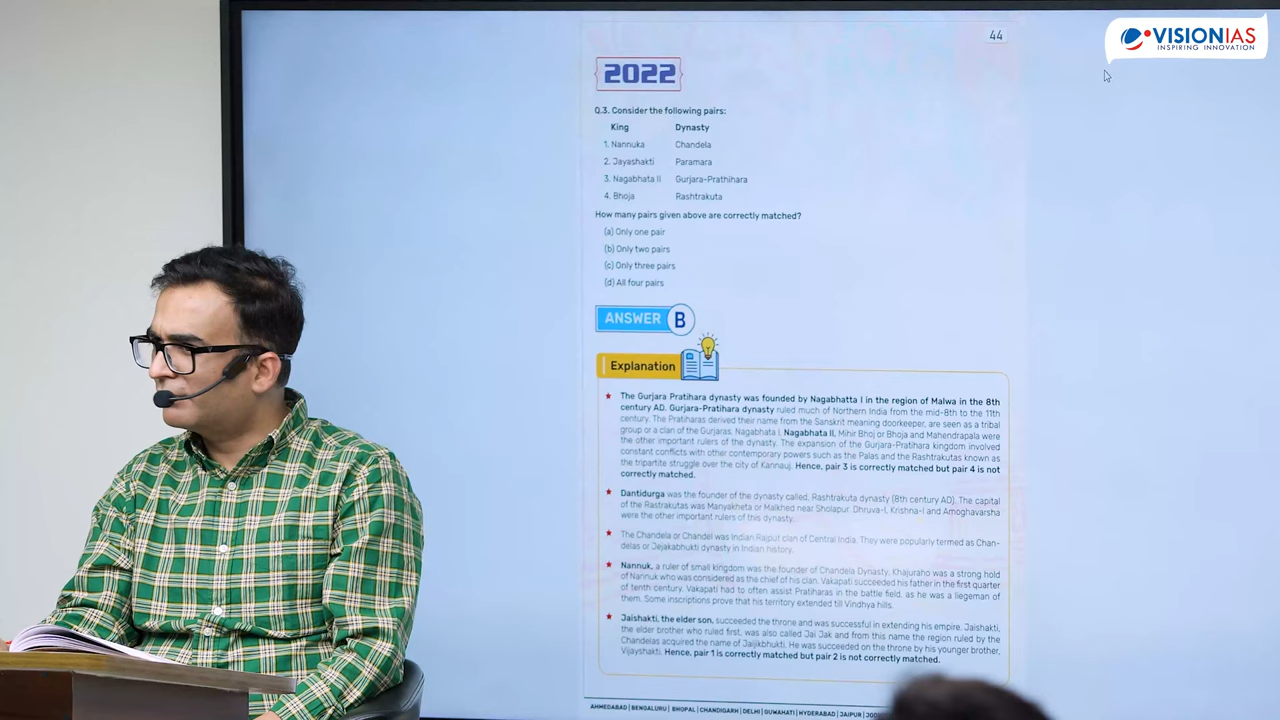 44
VISIONIAS
INSPIRING INNOVATION
2022
Q.3. Consider the following pairs:
King Dynasty
1. Nannuka Chandela
2. Jayashakti Paramara
3. Nagabhata II Gurjara-Prathihara
4. Bhoja Rashtrakuta
How many pairs given above are correctly matched?
(a) Only one pair
(b) Only two pairs
(c) Only three pairs
(d) All four pairs
ANSWER B
Explanation
The Gurjara Pratihara dynasty was founded by Nagabhatta I in the region of Malwa in the 8th
century AD. Gurjara-Pratihara dynasty ruled much of Northern India from the mid-8th to the 11th
century. The Pratiharas derived their name from the Sanskrit meaning doorkeeper, are seen as a tribal
group or a clan of the Gurjaras. Nagabhata I, Nagabhata II, Mihir Bhoj or Bhoja and Mahendrapala were
the other important rulers of the dynasty. The expansion of the Gurjara-Pratihara kingdom involved
constant conflicts with other contemporary powers such as the Palas and the Rashtrakutas known as
the tripartite struggle over the city of Kannauj. Hence, pair 3 is correctly matched but pair 4 is not
correctly matched.
Dantidurga was the founder of the dynasty called, Rashtrakuta dynasty (8th century AD). The capital
of the Rastrakutas was Manyakheta or Malkhed near Sholapur. Dhruva-I, Krishna-I and Amoghavarsha
were the other important rulers of this dynasty.
The Chandela or Chandel was Indian Rajput clan of Central India. They were popularly termed as Chan-
delas or Jejakabhukti dynasty in Indian history.
Nannuk, a ruler of small kingdom was the founder of Chandela Dynasty. Khajuraho was a strong hold
of Nannuk who was considered as the chief of his clan. Vakapati succeeded his father in the first quarter
of tenth century. Vakapati had to often assist Pratiharas in the battle field, as he was a liegeman of
them. Some inscriptions prove that his territory extended till Vindhya hills.
Jaishakti, the elder son, succeeded the throne and was successful in extending his empire. Jaishakti,
the elder brother who ruled first, was also called Jai Jak and from this name the region ruled by the
Chandelas acquired the name of Jaijikbhukti. He was succeeded on the throne by his younger brother,
Vijayshakti. Hence, pair 1 is correctly matched but pair 2 is not correctly matched.
AHMEDABAD | BENGALURU | BHOPAL | CHANDIGARH | DELHI | GUWAHATI | HYDERABAD | JAIPUR |